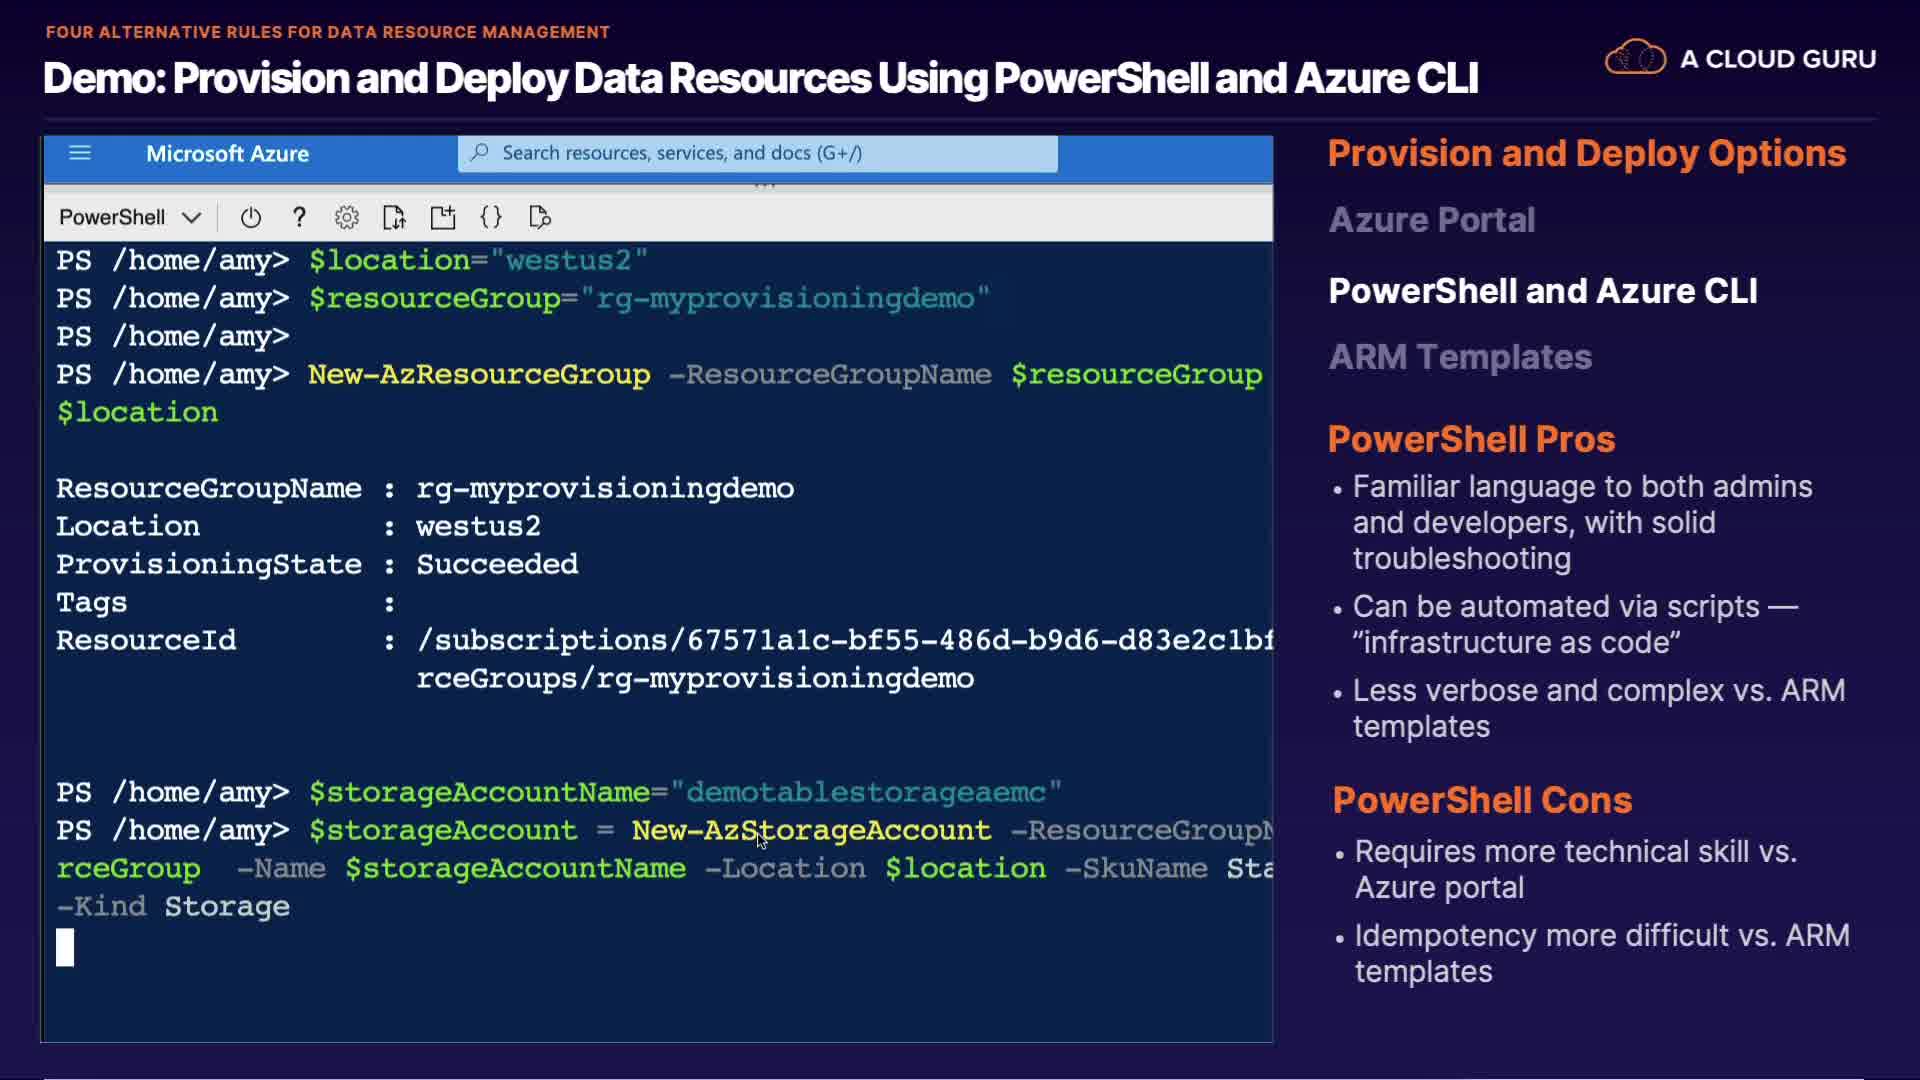 FOUR ALTERNATIVE RULES FOR DATA RESOURCE MANAGEMENT
Demo: Provision and Deploy Data Resources Using PowerShell and Azure CLI
A CLOUD GURU
Microsoft Azure
Search resources, services, and docs (G+/)
PowerShell
PS /home/amy> $location="westus2"
PS /home/amy> $resourceGroup="rg-myprovisioningdemo"
PS /home/amy>
PS /home/amy> New-AzResourceGroup -ResourceGroupName $resourceGroup
$location
ResourceGroupName : rg-myprovisioningdemo
Location : westus2
ProvisioningState : Succeeded
Tags :
ResourceId : /subscriptions/67571a1c-bf55-486d-b9d6-d83e2c1bf
rceGroups/rg-myprovisioningdemo
PS /home/amy> $storageAccountName="demotablestorageaemc"
PS /home/amy> $storageAccount = New-AzStorageAccount -ResourceGroupN
rceGroup -Name $storageAccountName -Location $location -SkuName Sta
-Kind Storage
Provision and Deploy Options
Azure Portal
PowerShell and Azure CLI
ARM Templates
PowerShell Pros
• Familiar language to both admins
and developers, with solid
troubleshooting
• Can be automated via scripts —
”infrastructure as code”
• Less verbose and complex vs. ARM
templates
PowerShell Cons
• Requires more technical skill vs.
Azure portal
• Idempotency more difficult vs. ARM
templates